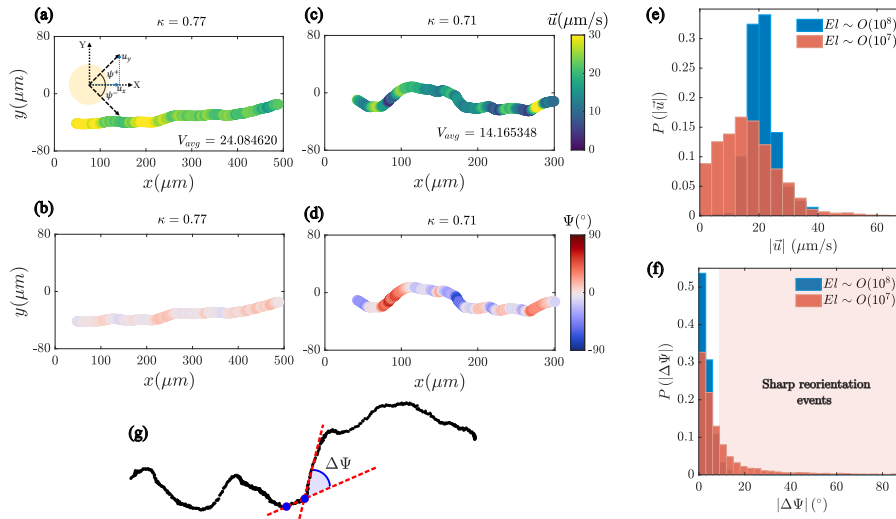 (a)
κ = 0.77
80
0
-80
y(μm)
Y
X
u_y
u_x
ψ⁺
ψ⁻
V_avg = 24.084620
100 200 300 400 500
x(μm)
(c)
κ = 0.71
u⃗(μm/s)
80
0
-80
V_avg = 14.165348
0 100 200 300
x(μm)
30
20
10
0
(b)
κ = 0.77
80
0
-80
y(μm)
0 100 200 300 400 500
x(μm)
(d)
κ = 0.71
Ψ(°)
80
0
-80
0 100 200 300
x(μm)
90
0
-90
(e)
El ∼ O(10⁸)
El ∼ O(10⁷)
0.3
0.25
0.2
0.15
0.1
0.05
0
P (|u⃗|)
0 20 40 60
|u⃗| (μm/s)
(f)
El ∼ O(10⁸)
El ∼ O(10⁷)
0.5
0.4
0.3
0.2
0.1
0
P (|ΔΨ|)
Sharp reorientation
events
0 20 40 60 80
|ΔΨ| (°)
(g)
ΔΨ